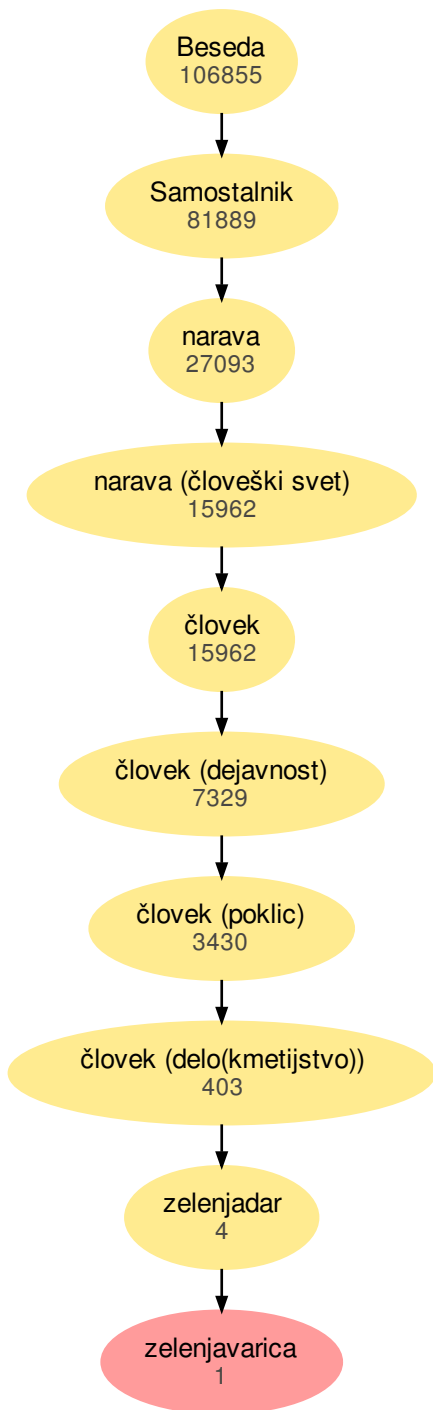 Beseda
106855
Samostalnik
81889
narava
27093
narava (človeški svet)
15962
človek
15962
človek (dejavnost)
7329
človek (poklic)
3430
človek (delo(kmetijstvo))
403
zelenjadar
4
zelenjavarica
1